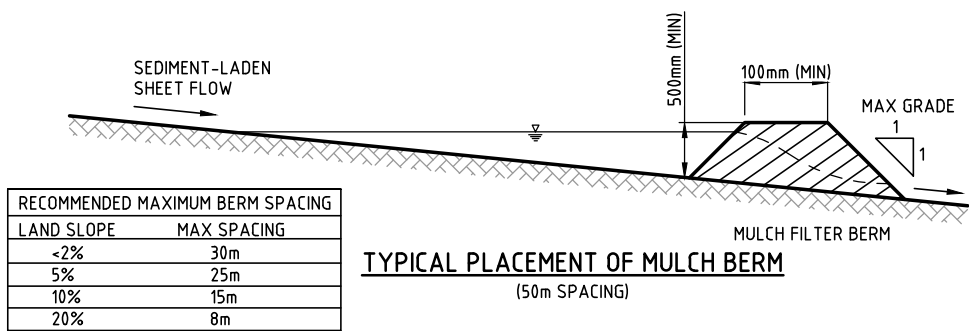 500mm (MIN)
100mm (MIN)
SEDIMENT-LADEN
SHEET FLOW
MAX GRADE
1
1
MULCH FILTER BERM
RECOMMENDED MAXIMUM BERM SPACING
LAND SLOPE MAX SPACING
<2% 30m
5% 25m
10% 15m
20% 8m
TYPICAL PLACEMENT OF MULCH BERM
(50m SPACING)